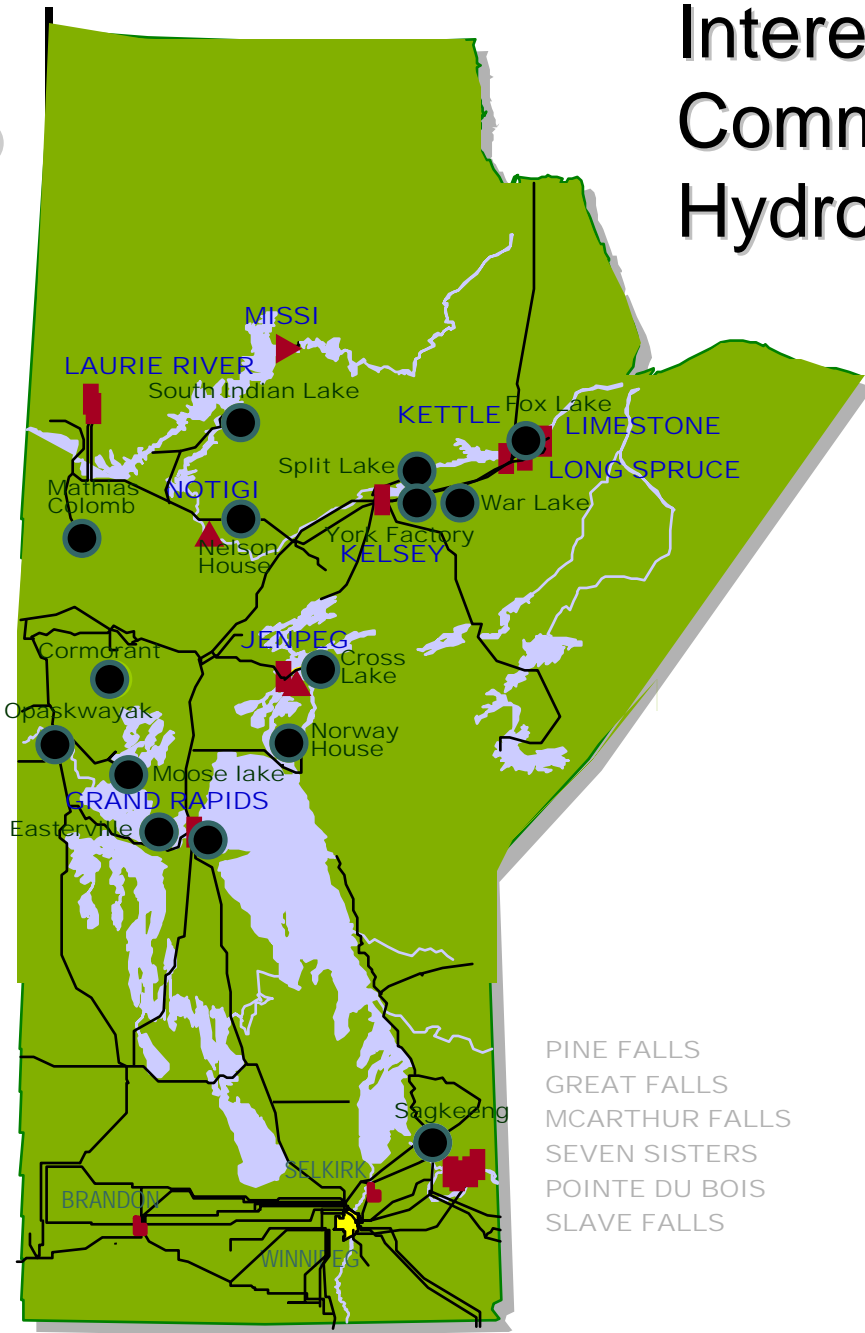 Intere
Comm
Hydro
MISSI
LAURIE RIVER
South Indian Lake
KETTLE
Fox Lake
LIMESTONE
Split Lake
LONG SPRUCE
Mathias
Colomb
NOTIGI
War Lake
Nelson
House
York Factory
KELSEY
JENPEG
Cormorant
Cross
Lake
Opaskwayak
Norway
House
Moose lake
GRAND RAPIDS
Easterville
PINE FALLS
GREAT FALLS
MCARTHUR FALLS
SEVEN SISTERS
POINTE DU BOIS
SLAVE FALLS
Sagkeeng
SELKIRK
BRANDON
WINNIPEG